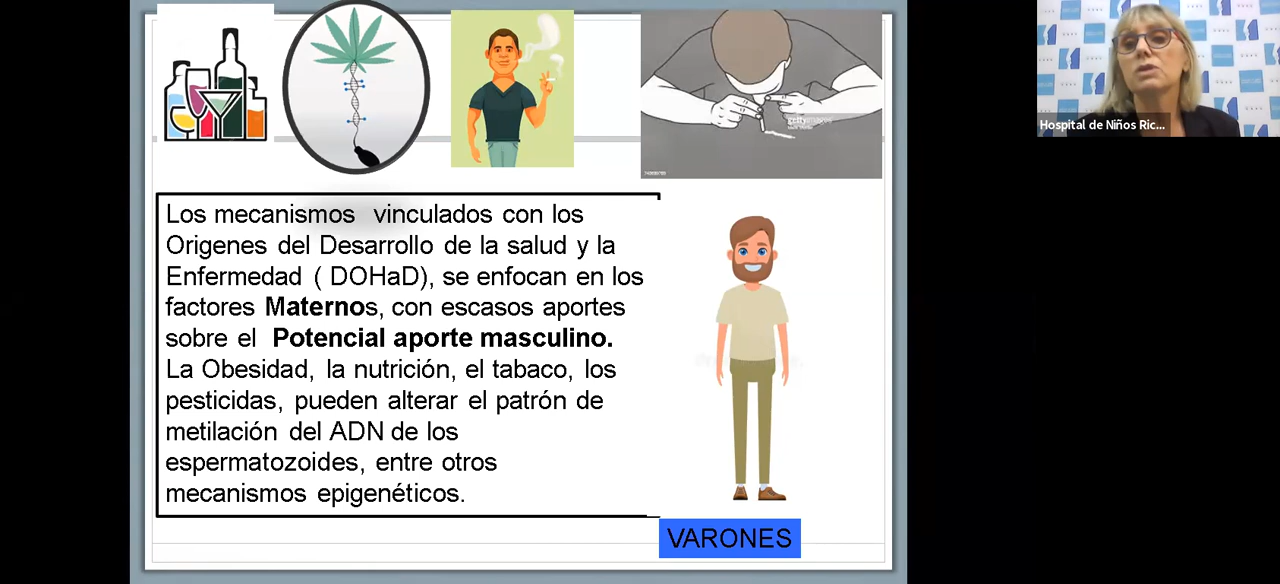 gettyimages
Hospital de Niños Ric...
Los mecanismos vinculados con los
Origenes del Desarrollo de la salud y la
Enfermedad ( DOHaD), se enfocan en los
factores Maternos, con escasos aportes
sobre el Potencial aporte masculino.
La Obesidad, la nutrición, el tabaco, los
pesticidas, pueden alterar el patrón de
metilación del ADN de los
espermatozoides, entre otros
mecanismos epigenéticos.
VARONES